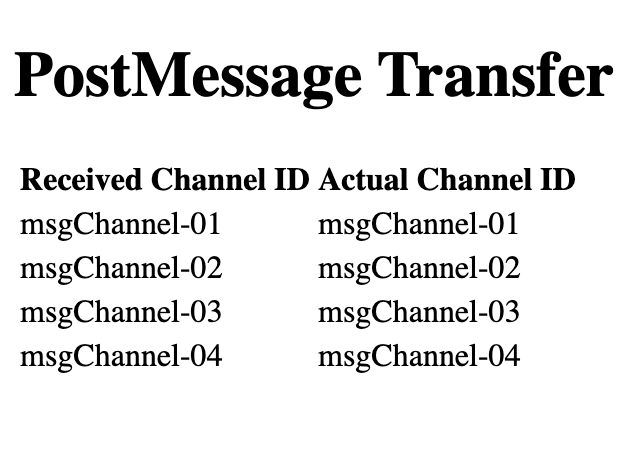 PostMessage Transfer
Received Channel ID Actual Channel ID
msgChannel-01 msgChannel-01
msgChannel-02 msgChannel-02
msgChannel-03 msgChannel-03
msgChannel-04 msgChannel-04